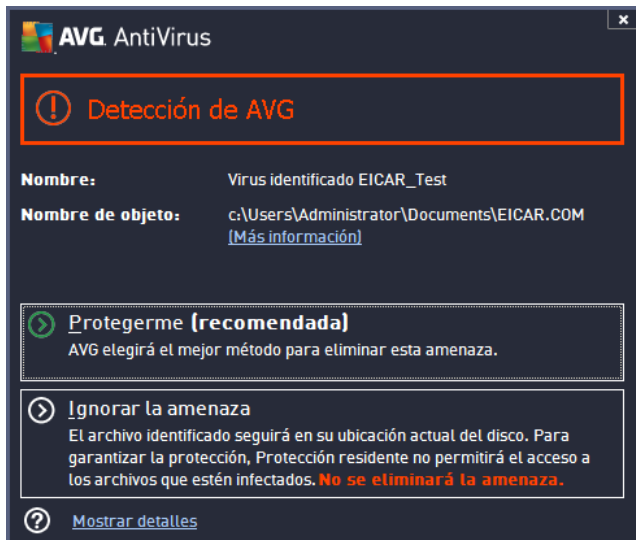 AVG. AntiVirus
Detección de AVG
Nombre: Virus identificado EICAR_Test
Nombre de objeto: c:\Users\Administrator\Documents\EICAR.COM
(Más información)
Protegerme (recomendada)
AVG elegirá el mejor método para eliminar esta amenaza.
Ignorar la amenaza
El archivo identificado seguirá en su ubicación actual del disco. Para
garantizar la protección, Protección residente no permitirá el acceso a
los archivos que estén infectados. No se eliminará la amenaza.
Mostrar detalles